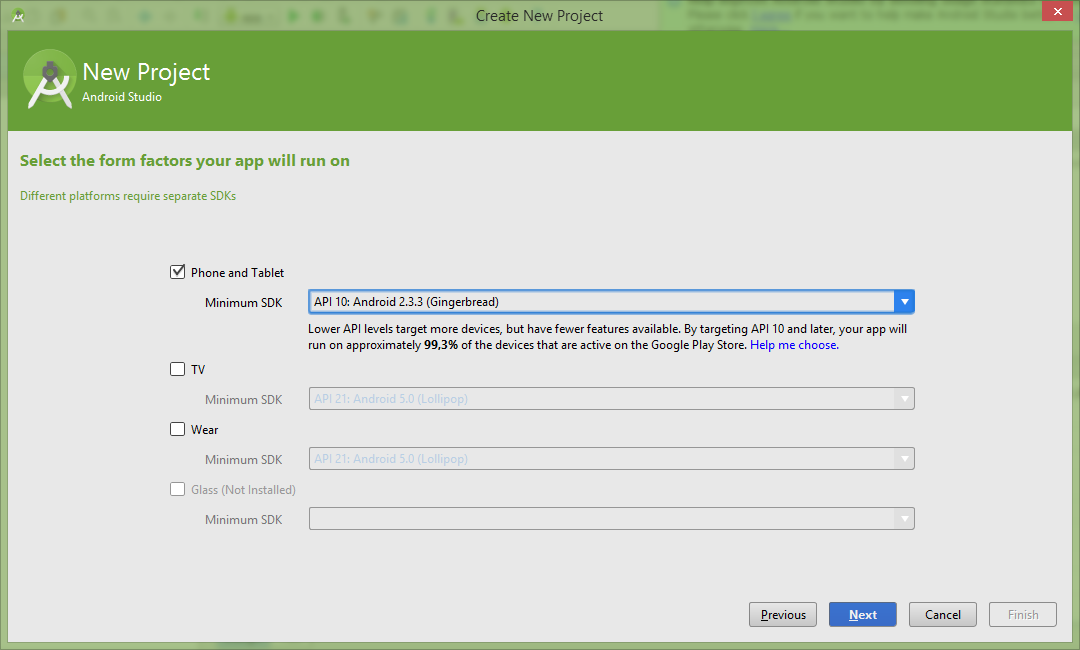 Create New Project
New Project
Android Studio
Select the form factors your app will run on
Different platforms require separate SDKs
Phone and Tablet
Minimum SDK
API 10: Android 2.3.3 (Gingerbread)
Lower API levels target more devices, but have fewer features available. By targeting API 10 and later, your app will
run on approximately 99,3% of the devices that are active on the Google Play Store. Help me choose.
TV
Minimum SDK
API 21: Android 5.0 (Lollipop)
Wear
Minimum SDK
API 21: Android 5.0 (Lollipop)
Glass (Not Installed)
Minimum SDK
Previous
Next
Cancel
Finish